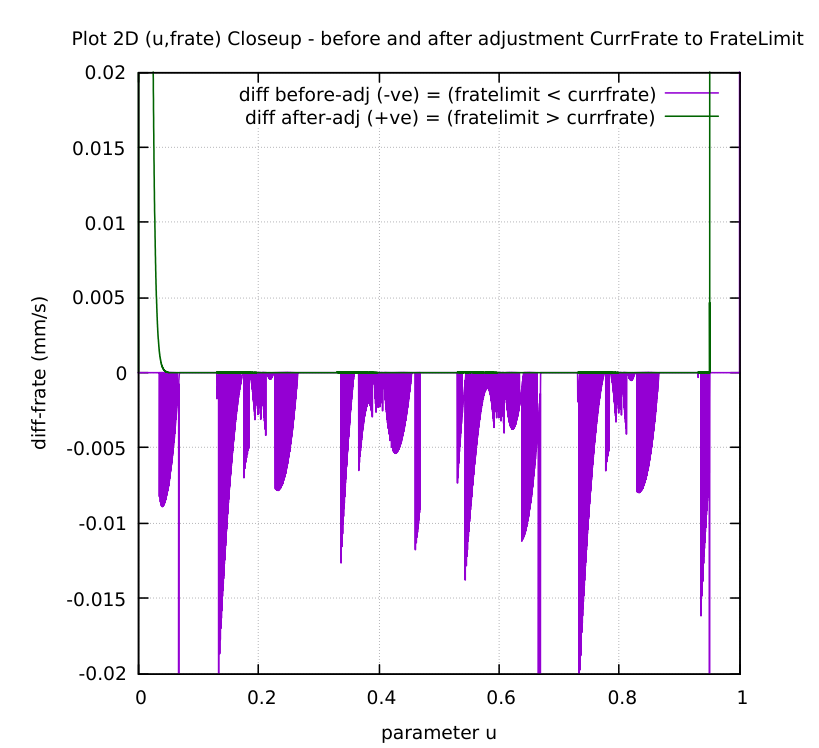 Plot 2D (u,frate) Closeup - before and after adjustment CurrFrate to FrateLimit
diff before-adj (-ve) = (fratelimit < currfrate)
diff after-adj (+ve) = (fratelimit > currfrate)
0.02
0.015
0.01
0.005
0
-0.005
-0.01
-0.015
-0.02
diff-frate (mm/s)
0 0.2 0.4 0.6 0.8 1
parameter u